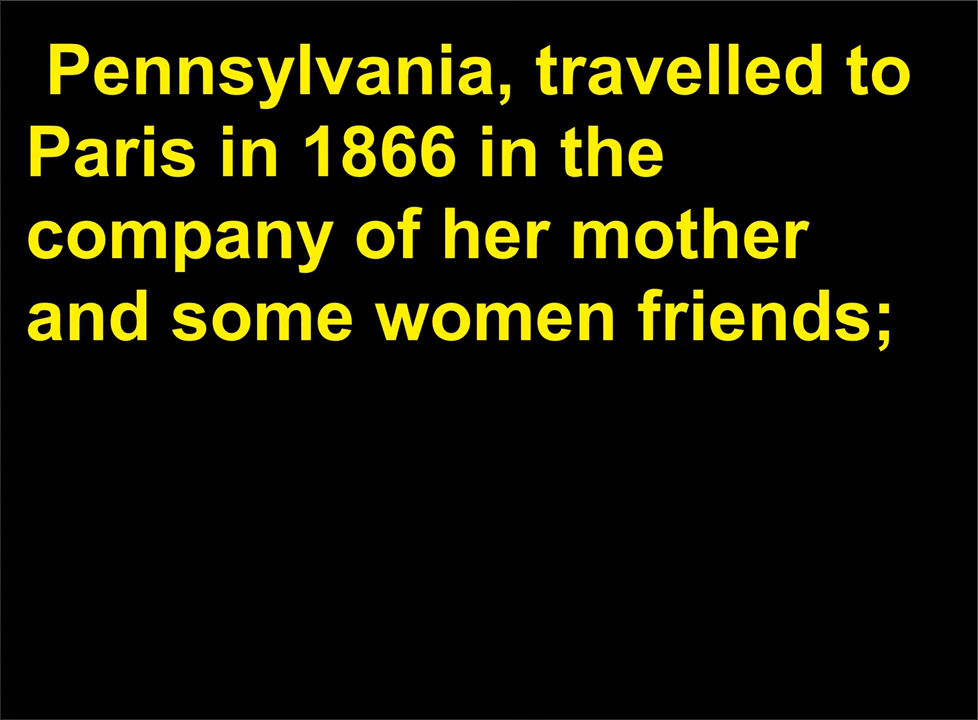 Pennsylvania, travelled to
Paris in 1866 in the
company of her mother
and some women friends;